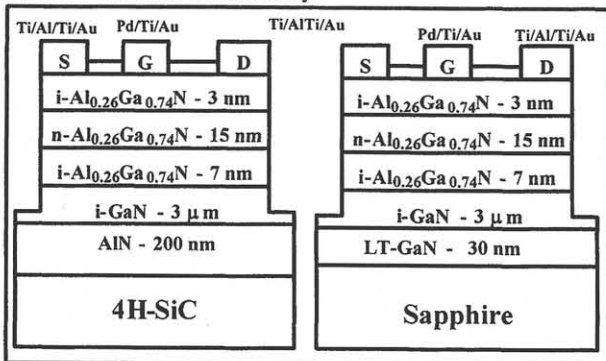 Ti/Al/Ti/Au
Pd/Ti/Au
S
G
D
i-Al0.26Ga0.74N - 3 nm
n-Al0.26Ga0.74N - 15 nm
i-Al0.26Ga0.74N - 7 nm
i-GaN - 3 µm
AlN - 200 nm
4H-SiC
Ti/AlTi/Au
Pd/Ti/Au
Ti/Al/Ti/Au
S
G
D
i-Al0.26Ga0.74N - 3 nm
n-Al0.26Ga0.74N - 15 nm
i-Al0.26Ga0.74N - 7 nm
i-GaN - 3 µm
LT-GaN - 30 nm
Sapphire